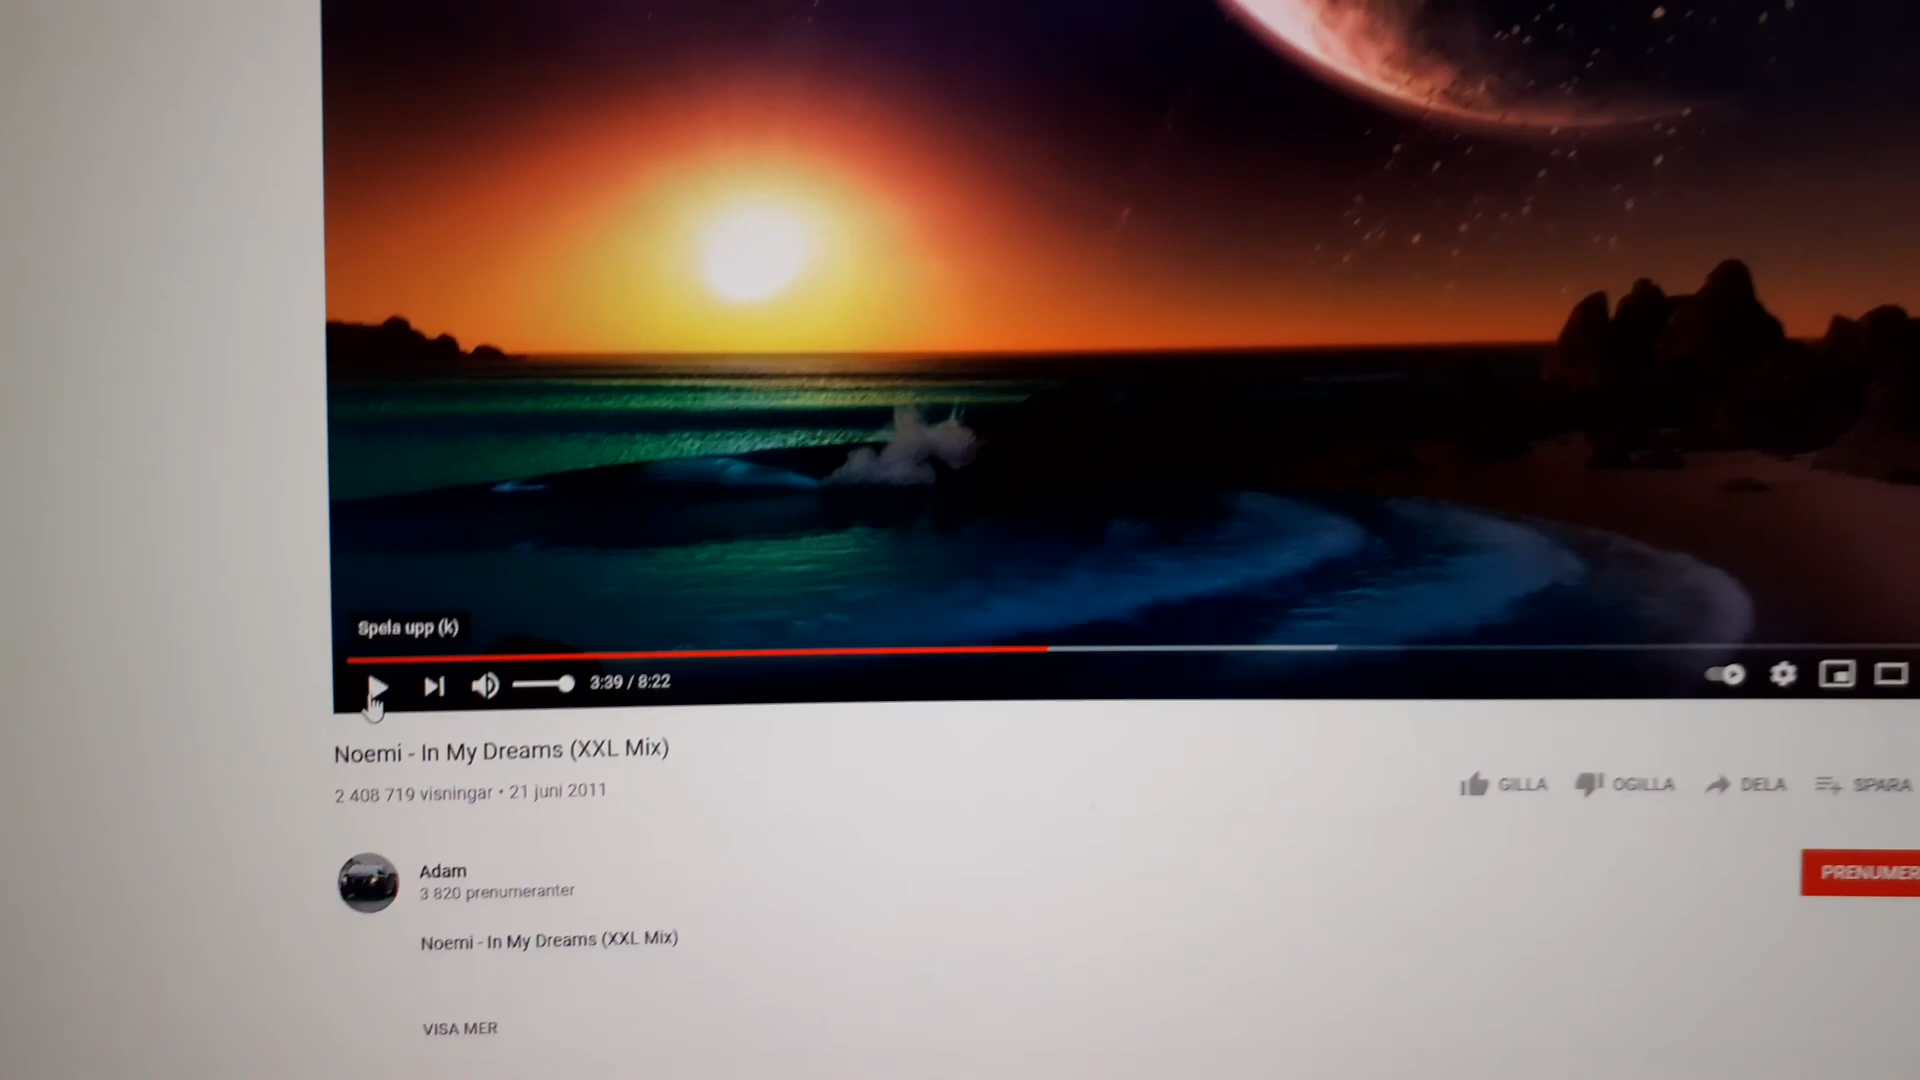 Spela upp (k)
3:39 / 8:22
Noemi - In My Dreams (XXL Mix)
2 408 719 visningar • 21 juni 2011
GILLA OGILLA DELA SPARA
Adam
3 820 prenumeranter
PRENUMER
Noemi - In My Dreams (XXL Mix)
VISA MER